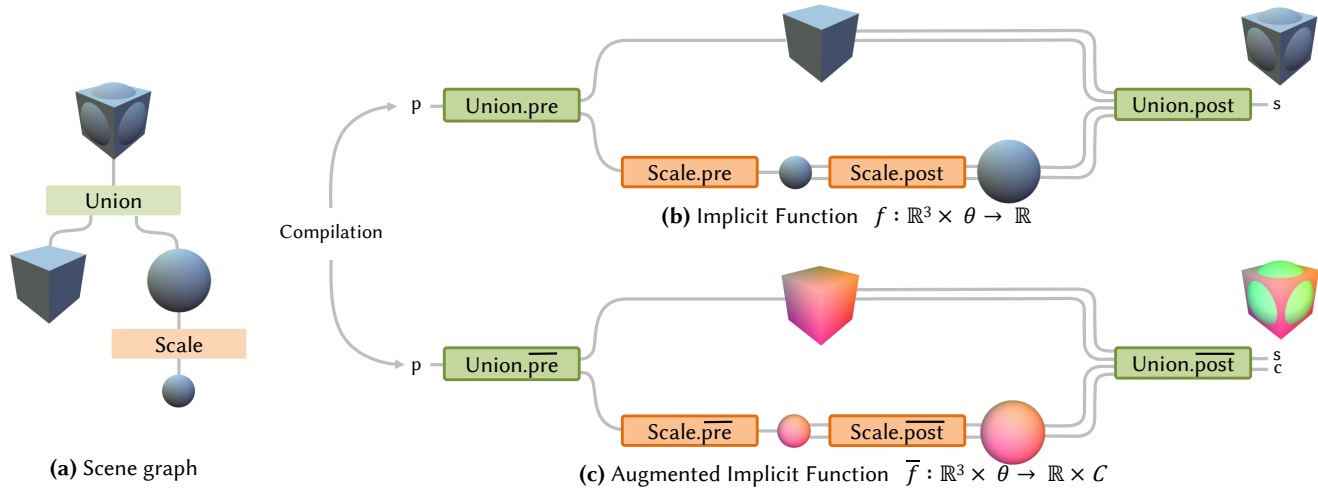 Union
Scale
(a) Scene graph
Compilation
p
Union.pre
Scale.pre
Scale.post
Union.post
s
(b) Implicit Function f : ℝ³ × θ → ℝ
p
Union.p̅r̅e̅
Scale.p̅r̅e̅
Scale.p̅o̅s̅t̅
Union.p̅o̅s̅t̅
s
c
(c) Augmented Implicit Function f̅ : ℝ³ × θ → ℝ × C